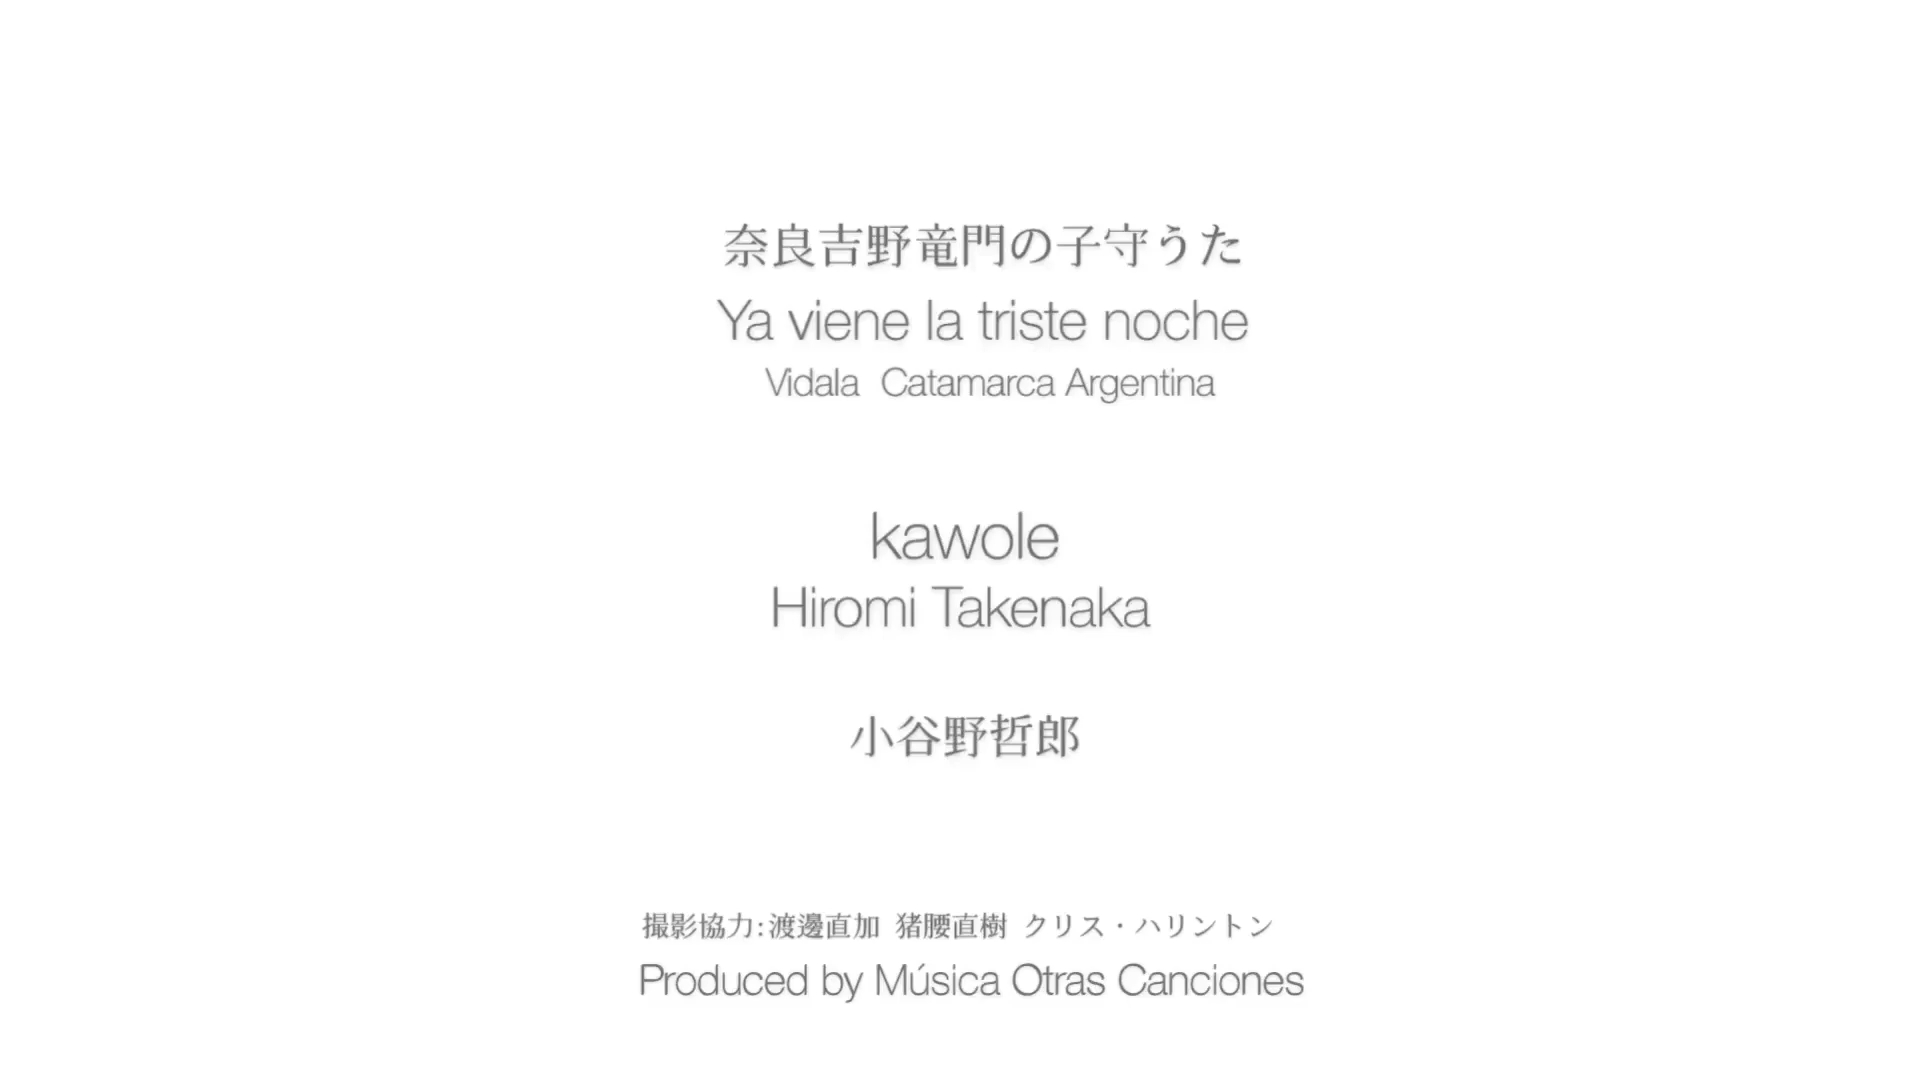 奈良吉野竜門の子守うた
Ya viene la triste noche
Vidala Catamarca Argentina
kawole
Hiromi Takenaka
小谷野哲郎
撮影協力:渡邊直加 猪腰直樹 クリス・ハリントン
Produced by Música Otras Canciones